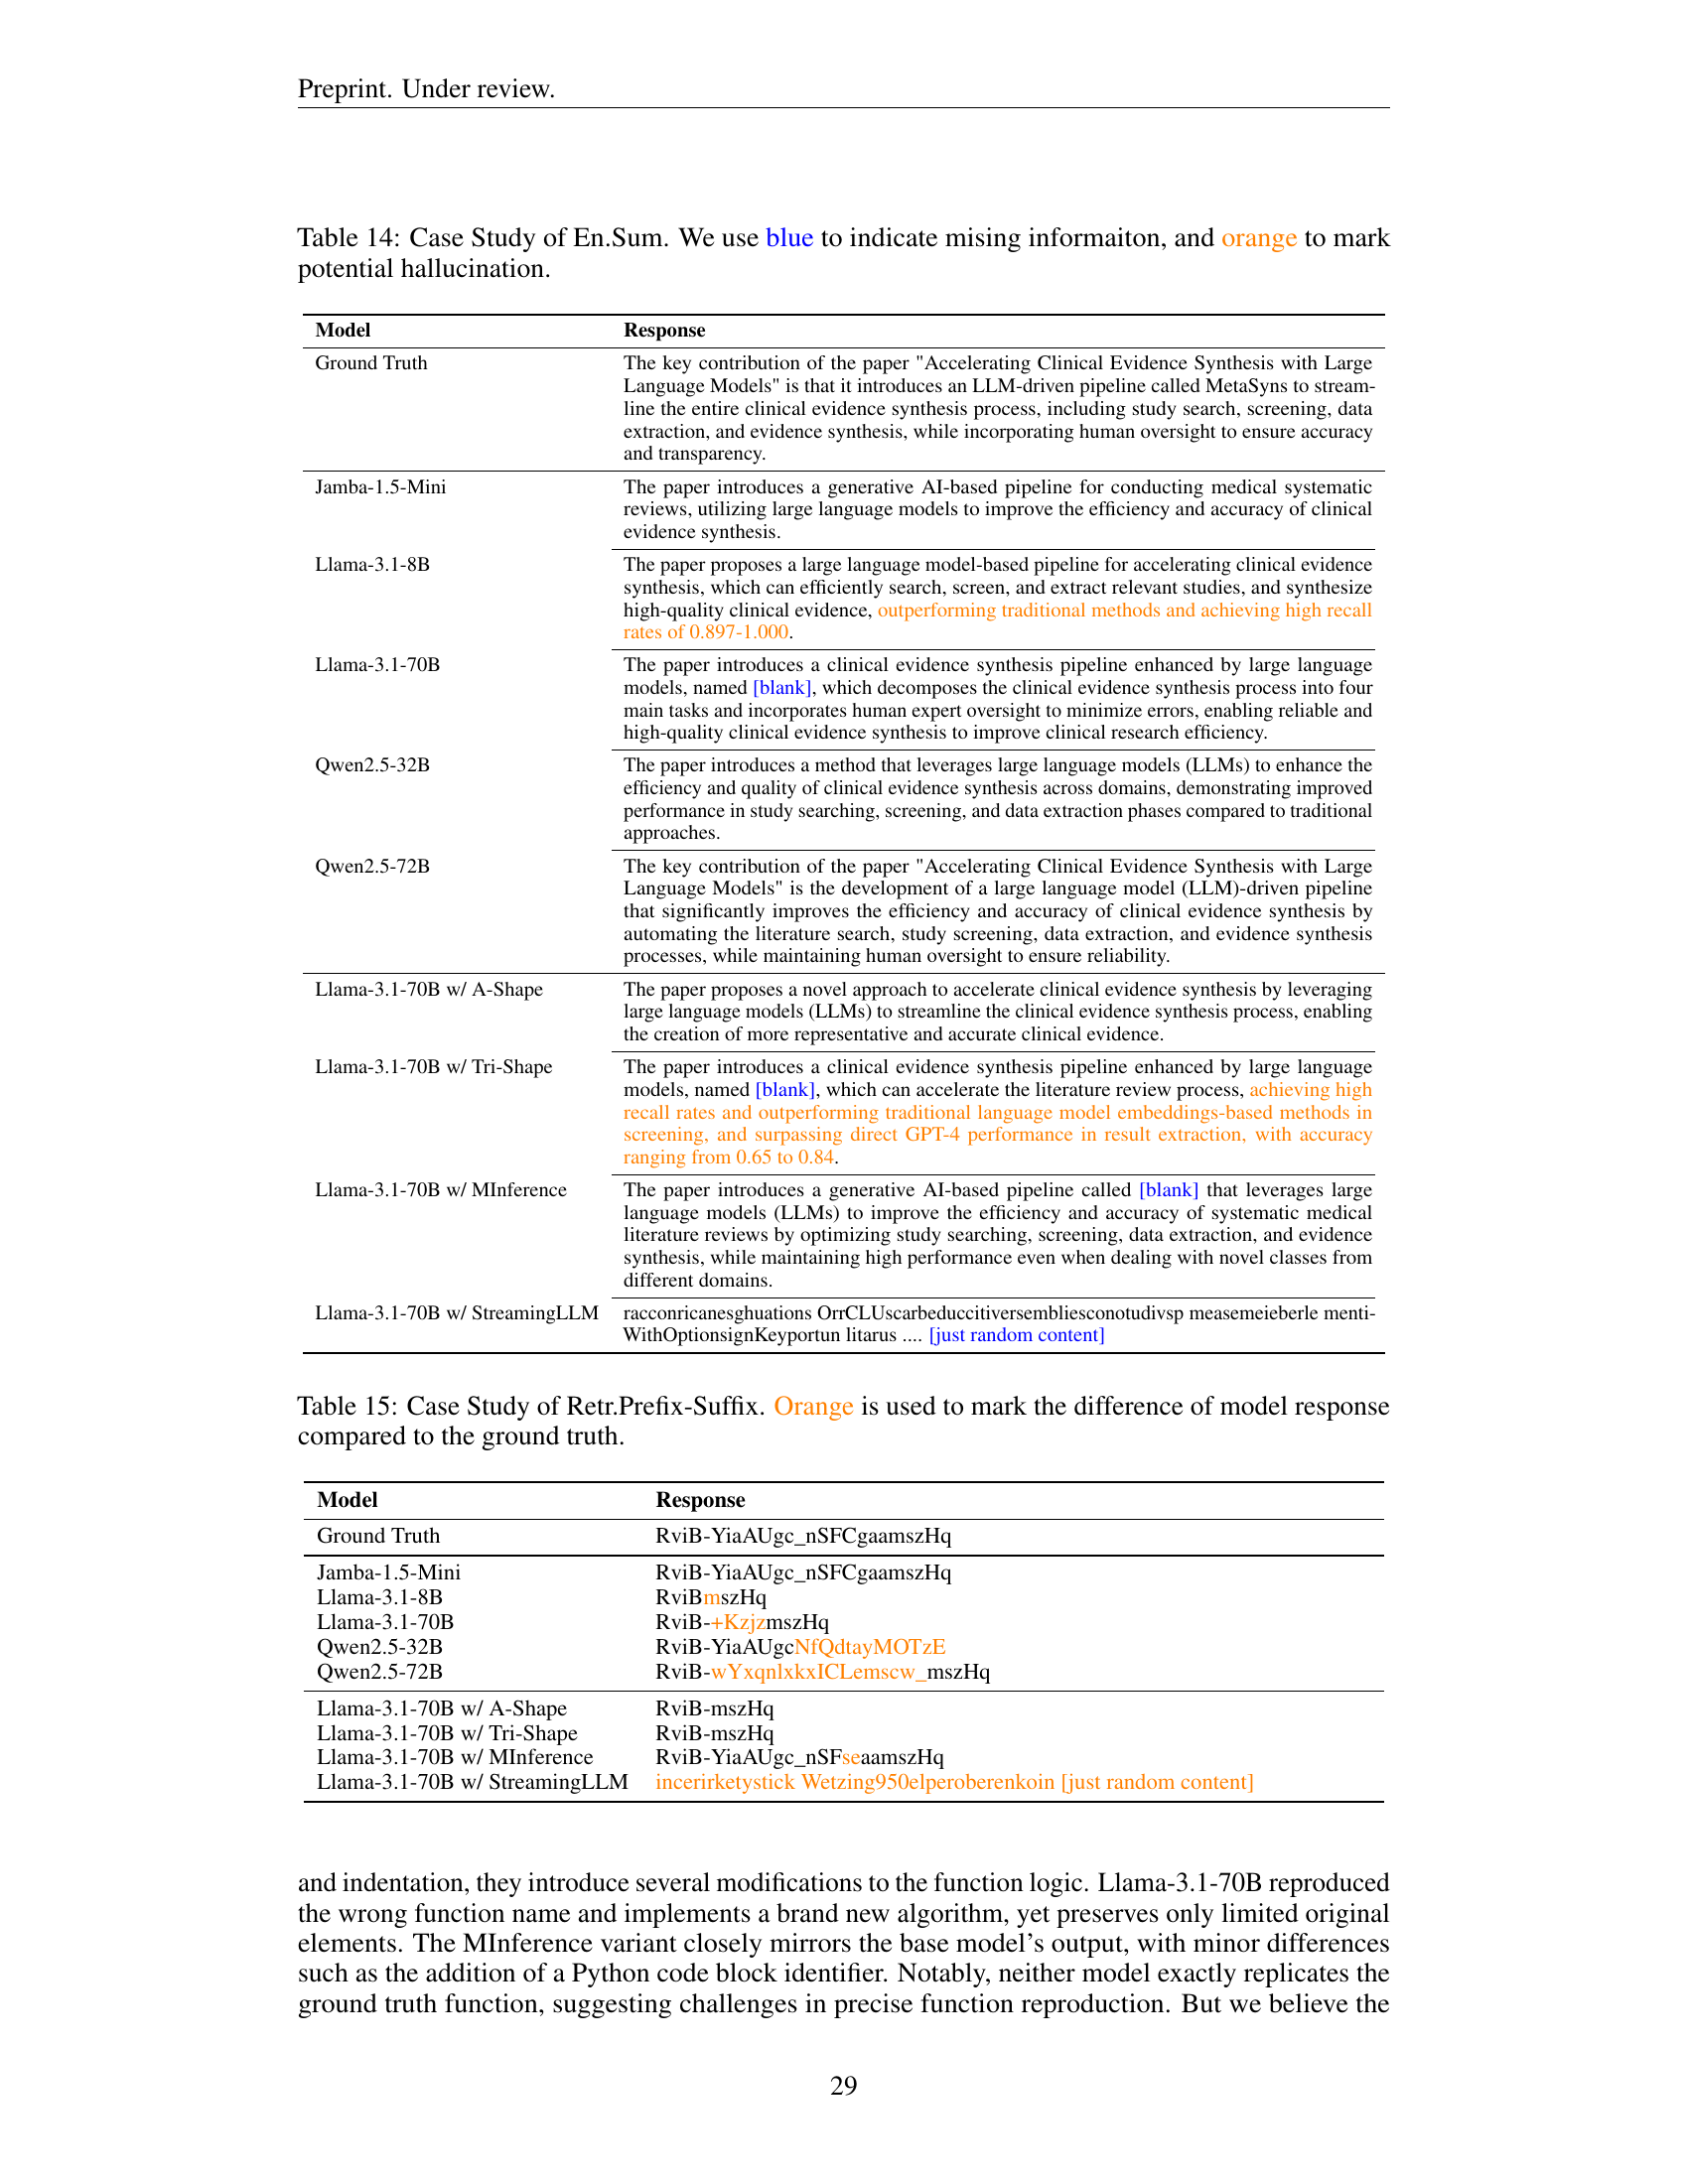 Preprint. Under review.
Table 14: Case Study of En.Sum. We use blue to indicate mising informaiton, and orange to mark
potential hallucination.
Model Response
Ground Truth The key contribution of the paper "Accelerating Clinical Evidence Synthesis with Large
Language Models" is that it introduces an LLM-driven pipeline called MetaSyns to stream-
line the entire clinical evidence synthesis process, including study search, screening, data
extraction, and evidence synthesis, while incorporating human oversight to ensure accuracy
and transparency.
Jamba-1.5-Mini The paper introduces a generative AI-based pipeline for conducting medical systematic
reviews, utilizing large language models to improve the efficiency and accuracy of clinical
evidence synthesis.
Llama-3.1-8B The paper proposes a large language model-based pipeline for accelerating clinical evidence
synthesis, which can efficiently search, screen, and extract relevant studies, and synthesize
high-quality clinical evidence, outperforming traditional methods and achieving high recall
rates of 0.897-1.000.
Llama-3.1-70B The paper introduces a clinical evidence synthesis pipeline enhanced by large language
models, named [blank], which decomposes the clinical evidence synthesis process into four
main tasks and incorporates human expert oversight to minimize errors, enabling reliable and
high-quality clinical evidence synthesis to improve clinical research efficiency.
Qwen2.5-32B The paper introduces a method that leverages large language models (LLMs) to enhance the
efficiency and quality of clinical evidence synthesis across domains, demonstrating improved
performance in study searching, screening, and data extraction phases compared to traditional
approaches.
Qwen2.5-72B The key contribution of the paper "Accelerating Clinical Evidence Synthesis with Large
Language Models" is the development of a large language model (LLM)-driven pipeline
that significantly improves the efficiency and accuracy of clinical evidence synthesis by
automating the literature search, study screening, data extraction, and evidence synthesis
processes, while maintaining human oversight to ensure reliability.
Llama-3.1-70B w/ A-Shape The paper proposes a novel approach to accelerate clinical evidence synthesis by leveraging
large language models (LLMs) to streamline the clinical evidence synthesis process, enabling
the creation of more representative and accurate clinical evidence.
Llama-3.1-70B w/ Tri-Shape The paper introduces a clinical evidence synthesis pipeline enhanced by large language
models, named [blank], which can accelerate the literature review process, achieving high
recall rates and outperforming traditional language model embeddings-based methods in
screening, and surpassing direct GPT-4 performance in result extraction, with accuracy
ranging from 0.65 to 0.84.
Llama-3.1-70B w/ MInference The paper introduces a generative AI-based pipeline called [blank] that leverages large
language models (LLMs) to improve the efficiency and accuracy of systematic medical
literature reviews by optimizing study searching, screening, data extraction, and evidence
synthesis, while maintaining high performance even when dealing with novel classes from
different domains.
Llama-3.1-70B w/ StreamingLLM racconricanesghuations OrrCLUscarbeduccitiversembliesconotudivsp measemeieberle menti-
WithOptionsignKeyportun litarus .... [just random content]
Table 15: Case Study of Retr.Prefix-Suffix. Orange is used to mark the difference of model response
compared to the ground truth.
Model Response
Ground Truth RviB-YiaAUgc_nSFCgaamszHq
Jamba-1.5-Mini RviB-YiaAUgc_nSFCgaamszHq
Llama-3.1-8B RviBmszHq
Llama-3.1-70B RviB-+KzjzmszHq
Qwen2.5-32B RviB-YiaAUgcNfQdtayMOTzE
Qwen2.5-72B RviB-wYxqnlxkxICLemscw_mszHq
Llama-3.1-70B w/ A-Shape RviB-mszHq
Llama-3.1-70B w/ Tri-Shape RviB-mszHq
Llama-3.1-70B w/ MInference RviB-YiaAUgc_nSFseaamszHq
Llama-3.1-70B w/ StreamingLLM incerirketystick Wetzing950elperoberenkoin [just random content]
and indentation, they introduce several modifications to the function logic. Llama-3.1-70B reproduced
the wrong function name and implements a brand new algorithm, yet preserves only limited original
elements. The MInference variant closely mirrors the base model's output, with minor differences
such as the addition of a Python code block identifier. Notably, neither model exactly replicates the
ground truth function, suggesting challenges in precise function reproduction. But we believe the
29